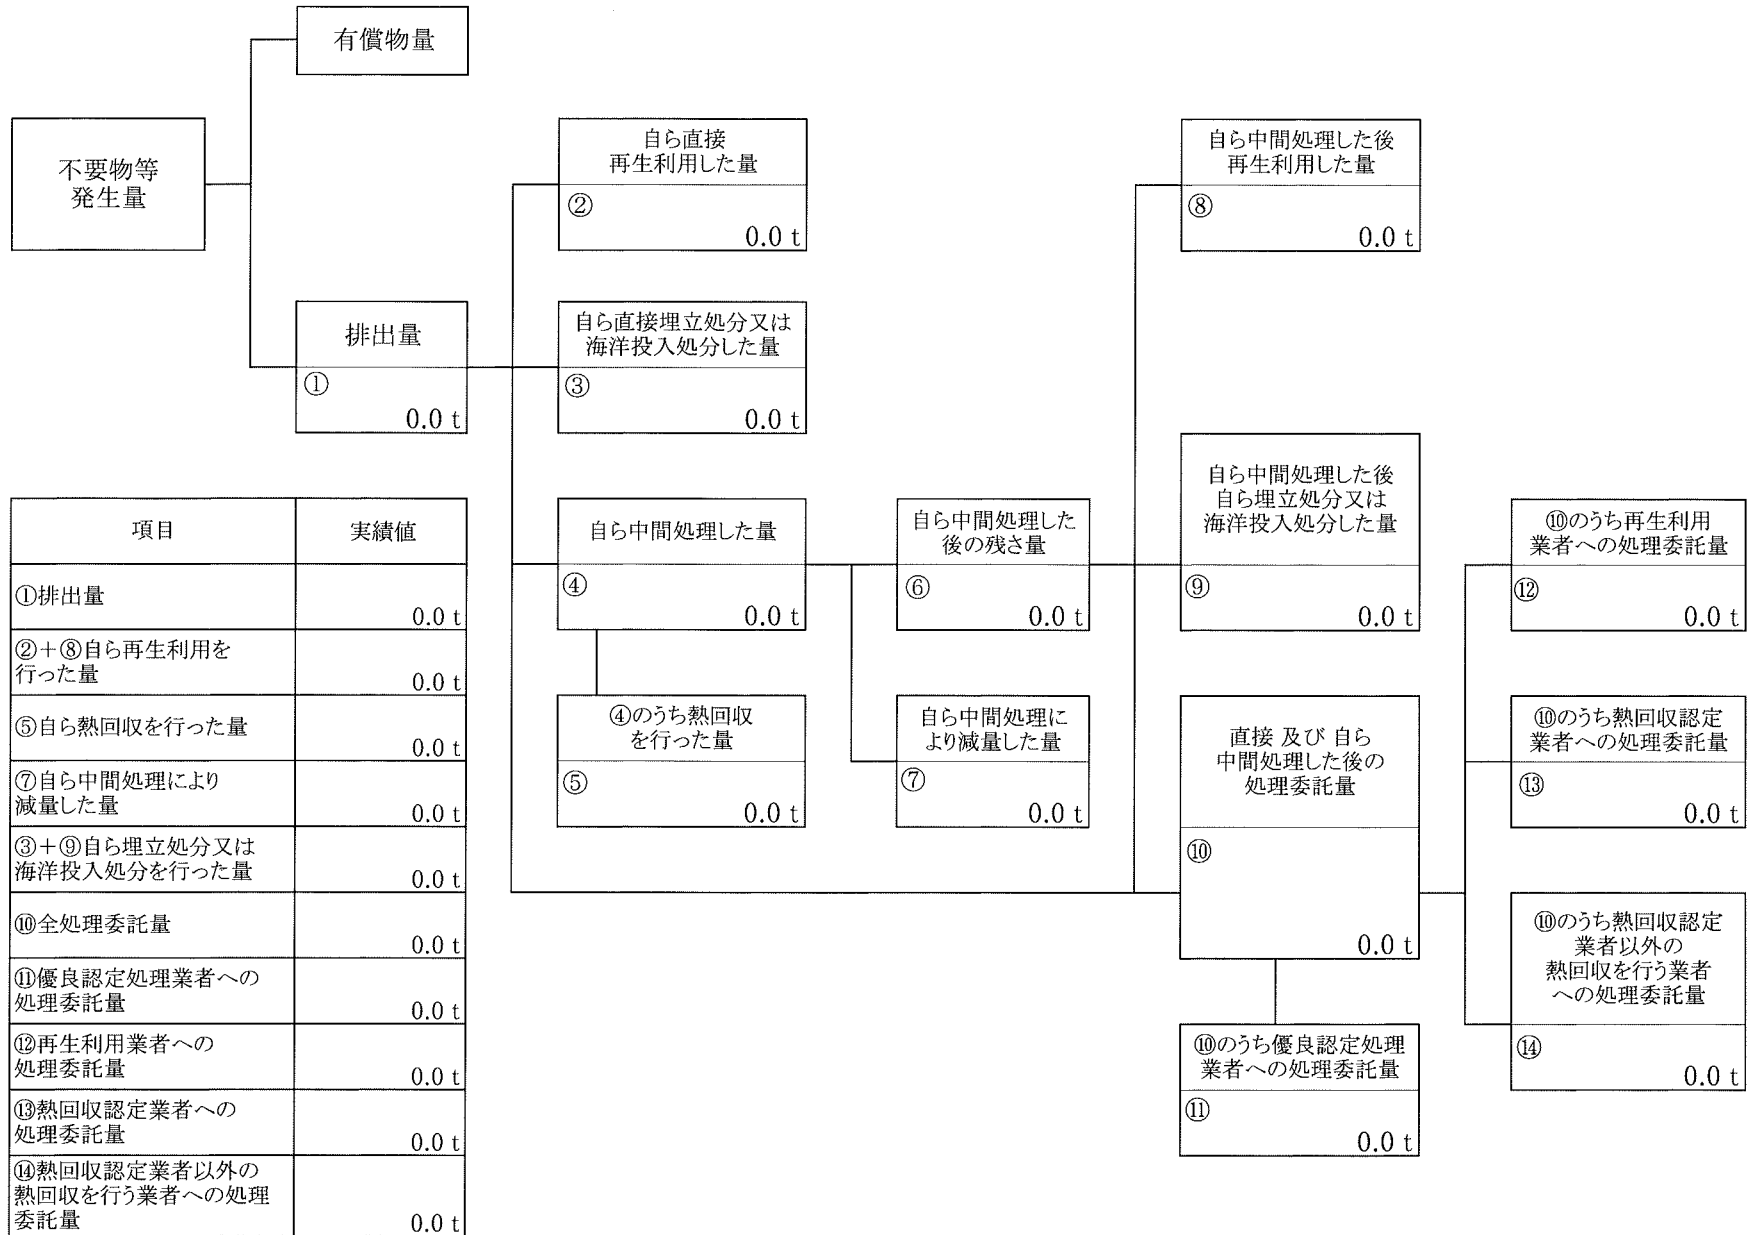 有償物量
不要物等
発生量
排出量
①
0.0 t
自ら直接
再生利用した量
②
0.0 t
自ら直接埋立処分又は
海洋投入処分した量
③
0.0 t
自ら中間処理した量
④
0.0 t
④のうち熱回収
を行った量
⑤
0.0 t
自ら中間処理した
後の残さ量
⑥
0.0 t
自ら中間処理に
より減量した量
⑦
0.0 t
自ら中間処理した後
再生利用した量
⑧
0.0 t
自ら中間処理した後
自ら埋立処分又は
海洋投入処分した量
⑨
0.0 t
直接 及び 自ら
中間処理した後の
処理委託量
⑩
0.0 t
⑩のうち優良認定処理
業者への処理委託量
⑪
0.0 t
⑩のうち再生利用
業者への処理委託量
⑫
0.0 t
⑩のうち熱回収認定
業者への処理委託量
⑬
0.0 t
⑩のうち熱回収認定
業者以外の
熱回収を行う業者
への処理委託量
⑭
0.0 t
項目 実績値
①排出量
0.0 t
②+⑧自ら再生利用を
行った量
0.0 t
⑤自ら熱回収を行った量
0.0 t
⑦自ら中間処理により
減量した量
0.0 t
③+⑨自ら埋立処分又は
海洋投入処分を行った量
0.0 t
⑩全処理委託量
0.0 t
⑪優良認定処理業者への
処理委託量
0.0 t
⑫再生利用業者への
処理委託量
0.0 t
⑬熱回収認定業者への
処理委託量
0.0 t
⑭熱回収認定業者以外の
熱回収を行う業者への処理
委託量
0.0 t